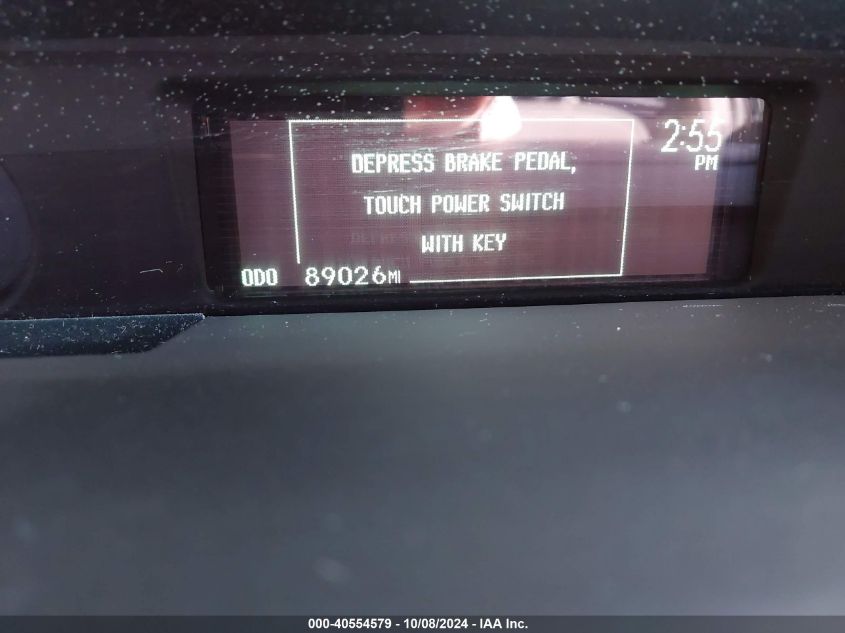 DEPRESS BRAKE PEDAL,
TOUCH POWER SWITCH
WITH KEY
2:55
PM
ODO 89026MI
000-40554579 - 10/08/2024 - IAA Inc.